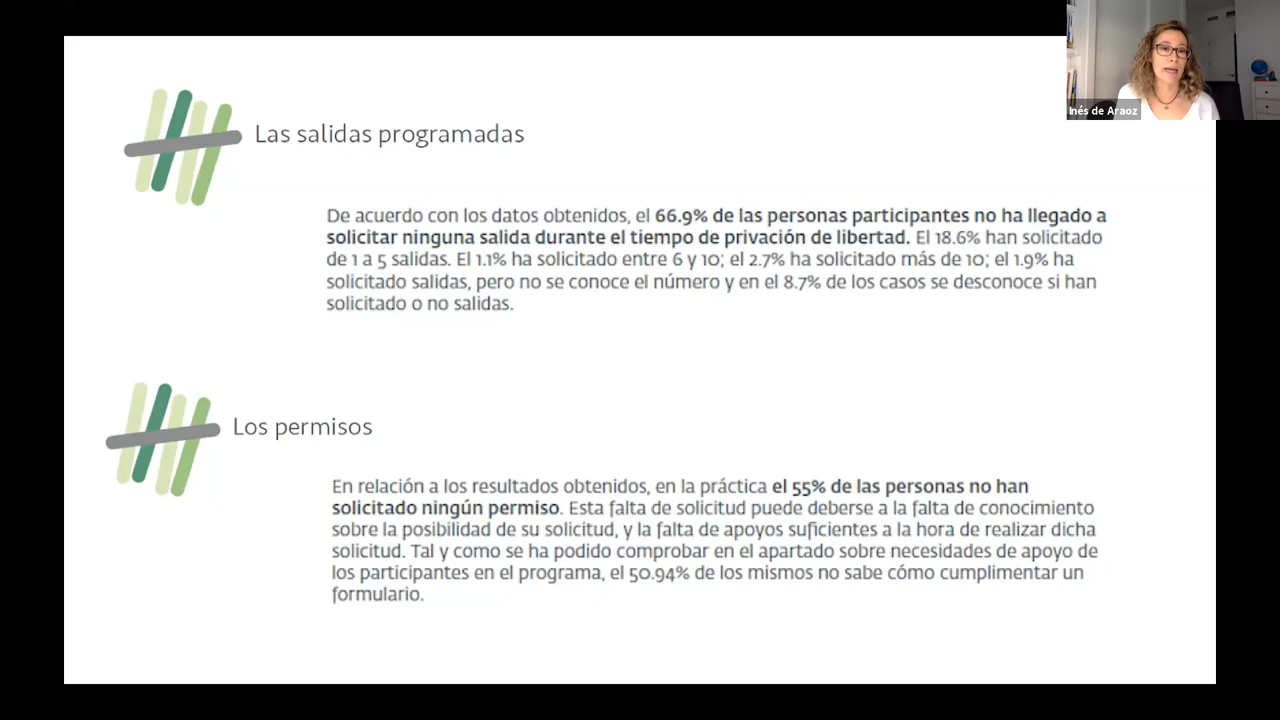 Inés de Araoz
Las salidas programadas
De acuerdo con los datos obtenidos, el 66.9% de las personas participantes no ha llegado a
solicitar ninguna salida durante el tiempo de privación de libertad. El 18.6% han solicitado
de 1 a 5 salidas. El 1.1% ha solicitado entre 6 y 10; el 2.7% ha solicitado más de 10; el 1.9% ha
solicitado salidas, pero no se conoce el número y en el 8.7% de los casos se desconoce si han
solicitado o no salidas.
Los permisos
En relación a los resultados obtenidos, en la práctica el 55% de las personas no han
solicitado ningún permiso. Esta falta de solicitud puede deberse a la falta de conocimiento
sobre la posibilidad de su solicitud, y la falta de apoyos suficientes a la hora de realizar dicha
solicitud. Tal y como se ha podido comprobar en el apartado sobre necesidades de apoyo de
los participantes en el programa, el 50.94% de los mismos no sabe cómo cumplimentar un
formulario.